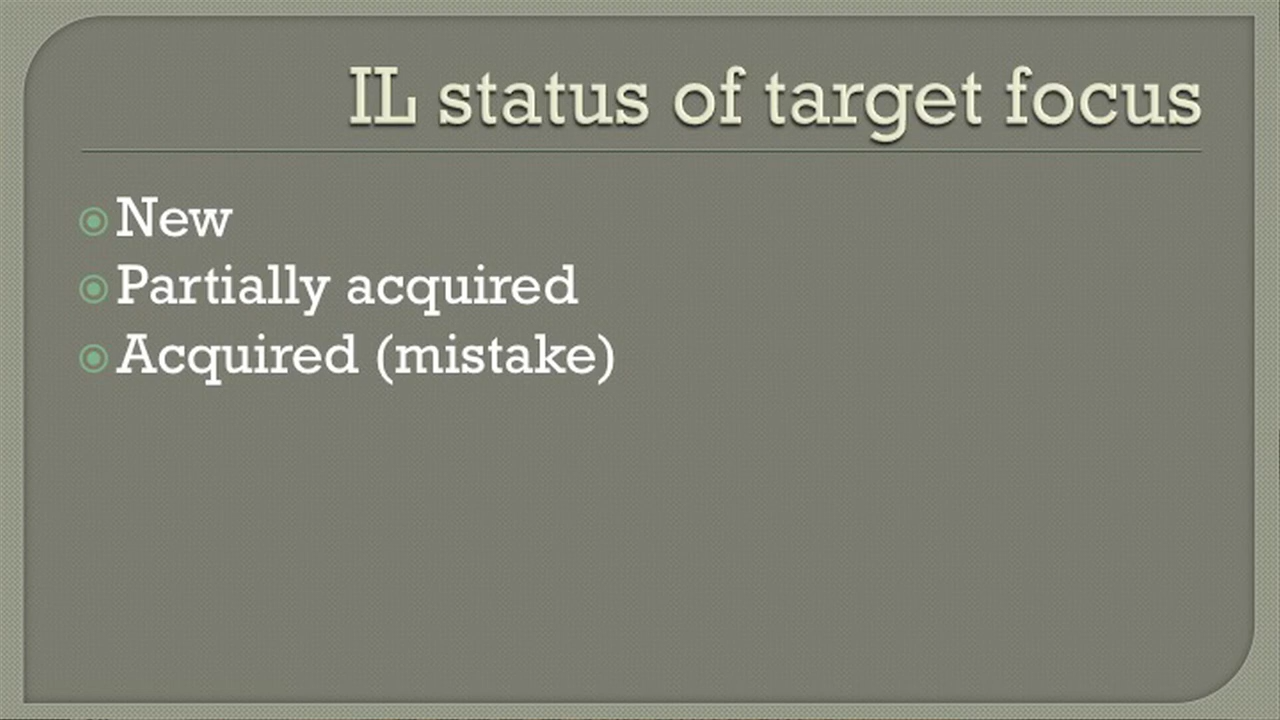 IL status of target focus
New
Partially acquired
Acquired (mistake)